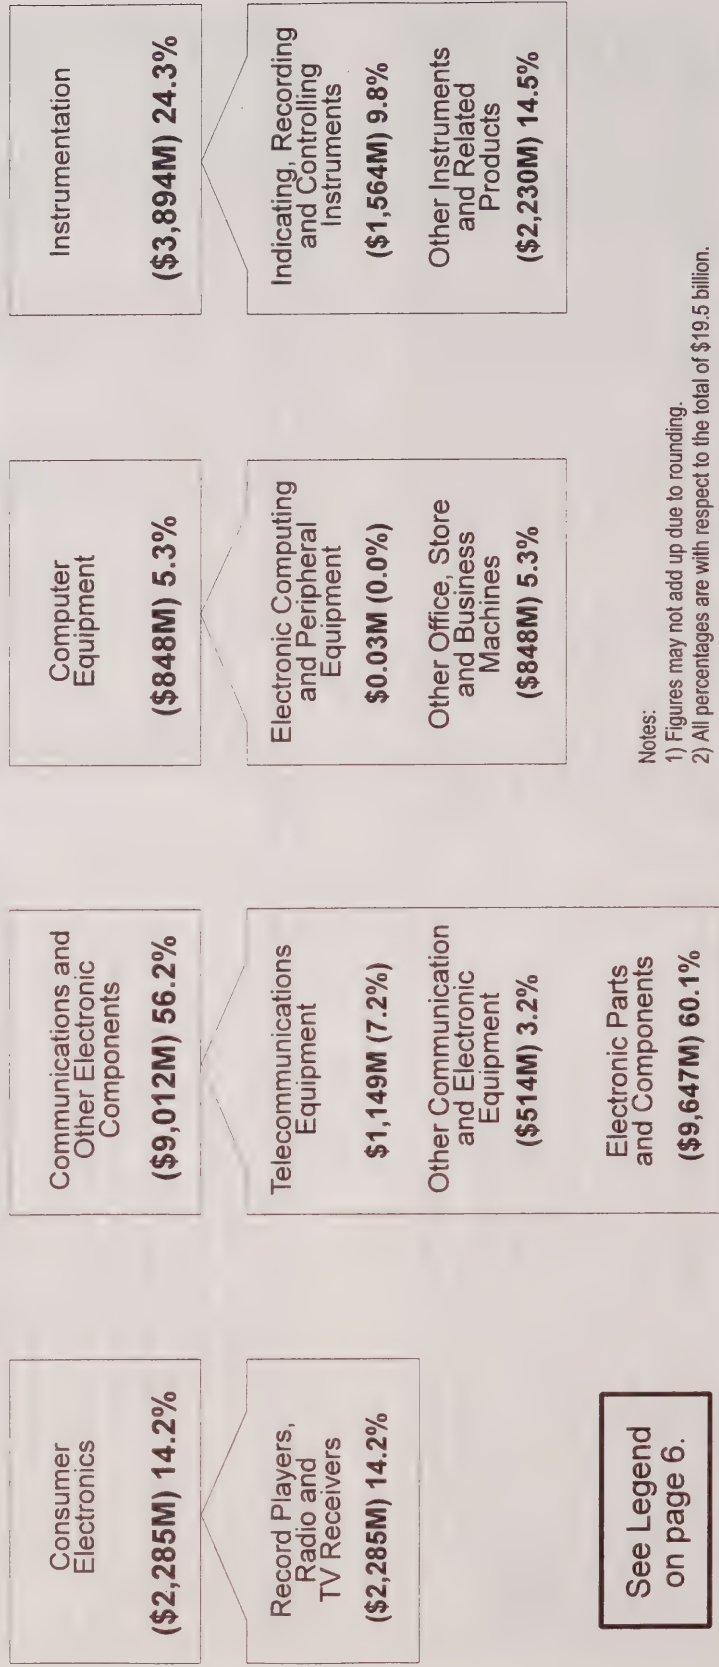 Consumer
Electronics
($2,285M) 14.2%
Record Players,
Radio and
TV Receivers
($2,285M) 14.2%
Communications and
Other Electronic
Components
($9,012M) 56.2%
Telecommunications
Equipment
$1,149M (7.2%)
Other Communication
and Electronic
Equipment
($514M) 3.2%
Electronic Parts
and Components
($9,647M) 60.1%
Computer
Equipment
($848M) 5.3%
Electronic Computing
and Peripheral
Equipment
$0.03M (0.0%)
Other Office, Store
and Business
Machines
($848M) 5.3%
Instrumentation
($3,894M) 24.3%
Indicating, Recording
and Controlling
Instruments
($1,564M) 9.8%
Other Instruments
and Related
Products
($2,230M) 14.5%
See Legend
on page 6.
Notes:
1) Figures may not add up due to rounding.
2) All percentages are with respect to the total of $19.5 billion.